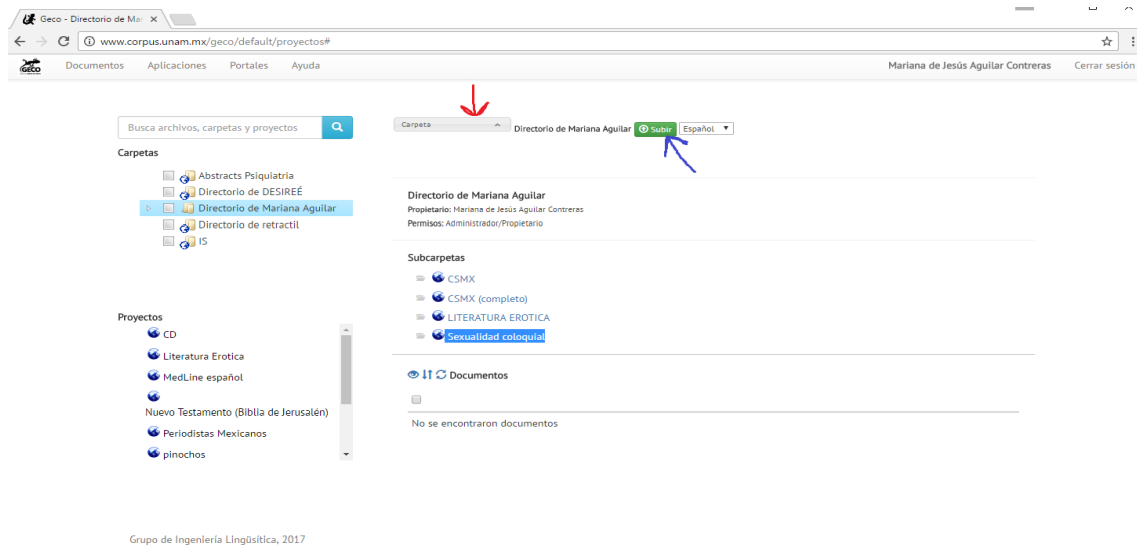 Geco - Directorio de Ma
www.corpus.unam.mx/geco/default/proyectos#
GECO Documentos Aplicaciones Portales Ayuda Mariana de Jesús Aguilar Contreras Cerrar sesión
Busca archivos, carpetas y proyectos
Carpeta Directorio de Mariana Aguilar Subir Español
Carpetas
Abstracts Psiquiatria
Directorio de DESIREÉ
Directorio de Mariana Aguilar
Directorio de retractil
IS
Directorio de Mariana Aguilar
Propietario: Mariana de Jesús Aguilar Contreras
Permisos: Administrador/Propietario
Subcarpetas
CSMX
CSMX (completo)
LITERATURA EROTICA
Sexualidad coloquial
Proyectos
CD
Literatura Erotica
MedLine español
Nuevo Testamento (Biblia de Jerusalén)
Periodistas Mexicanos
pinochos
Documentos
No se encontraron documentos
Grupo de Ingeniería Lingüsítica, 2017